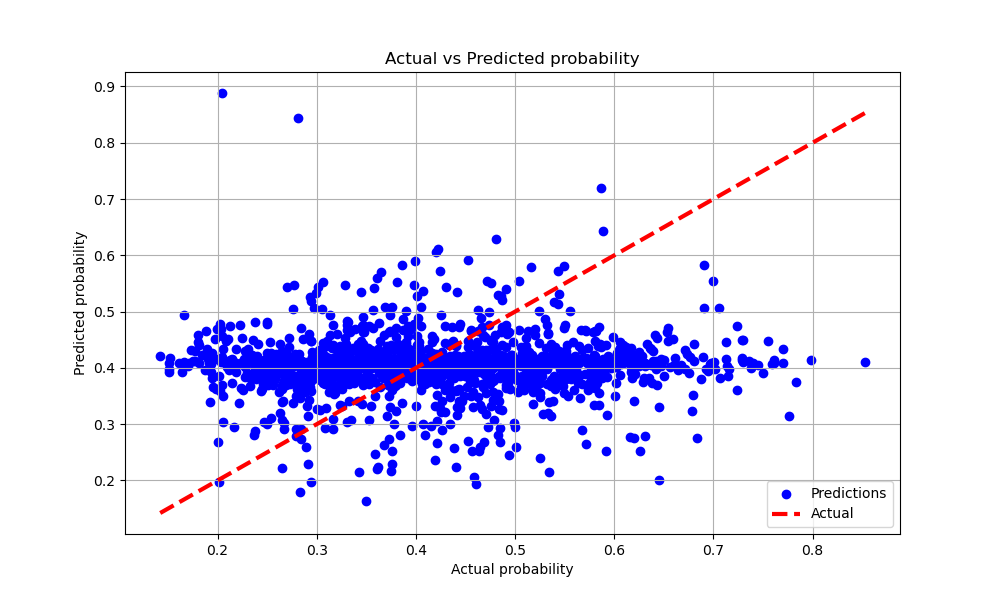 Actual vs Predicted probability
Predicted probability
0.9
0.8
0.7
0.6
0.5
0.4
0.3
0.2
0.2 0.3 0.4 0.5 0.6 0.7 0.8
Actual probability
Predictions
Actual